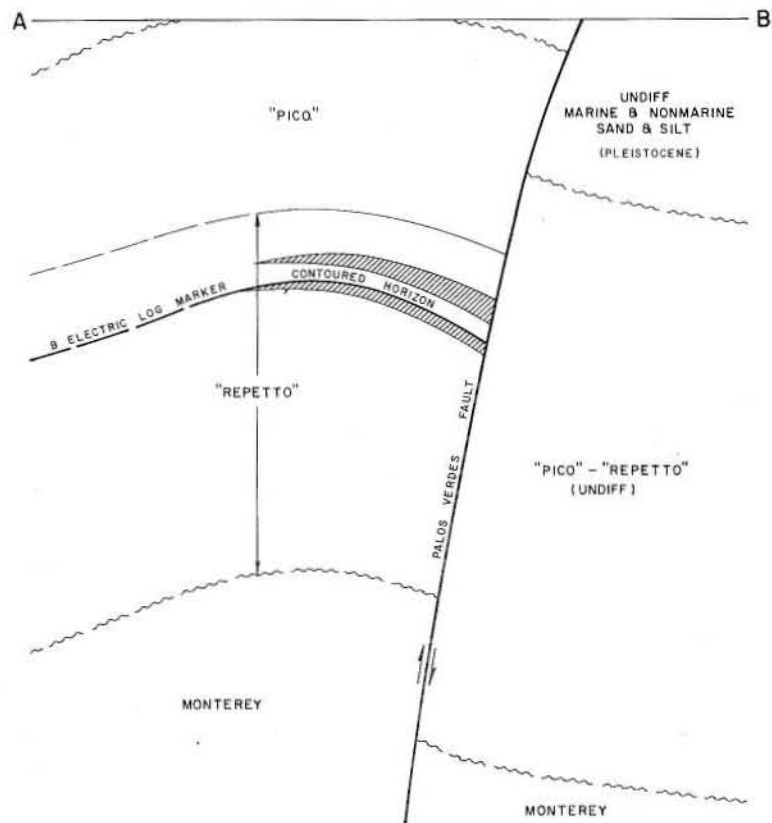 A
B
"PICO"
UNDIFF
MARINE & NONMARINE
SAND & SILT
(PLEISTOCENE)
CONTOURED HORIZON
B ELECTRIC LOG MARKER
"REPETTO"
PALOS VERDES FAULT
"PICO" – "REPETTO"
(UNDIFF)
MONTEREY
MONTEREY